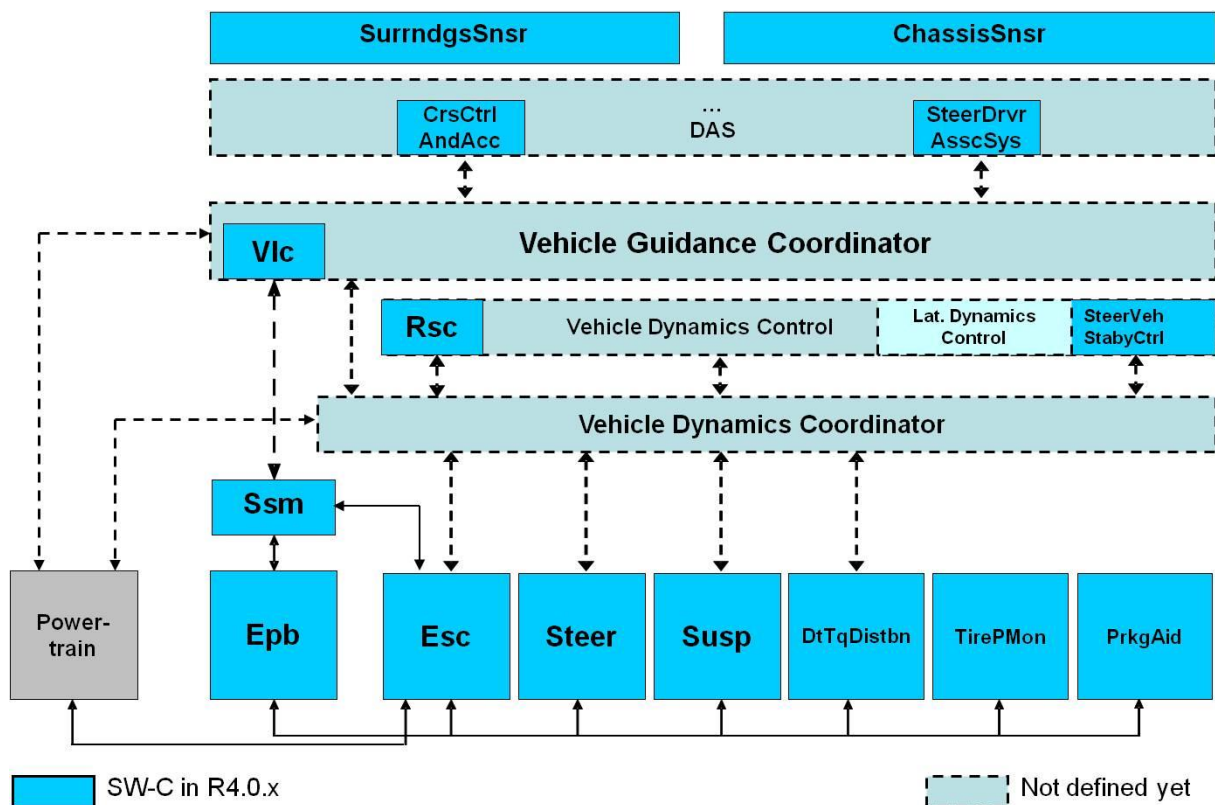 SurrndgsSnsr
ChassisSnsr
CrsCtrl
AndAcc
...
DAS
SteerDrvr
AsscSys
Vlc
Vehicle Guidance Coordinator
Rsc
Vehicle Dynamics Control
Lat. Dynamics
Control
SteerVeh
StabyCtrl
Vehicle Dynamics Coordinator
Ssm
Power-
train
Epb
Esc
Steer
Susp
DtTqDistbn
TirePMon
PrkgAid
SW-C in R4.0.x
Not defined yet